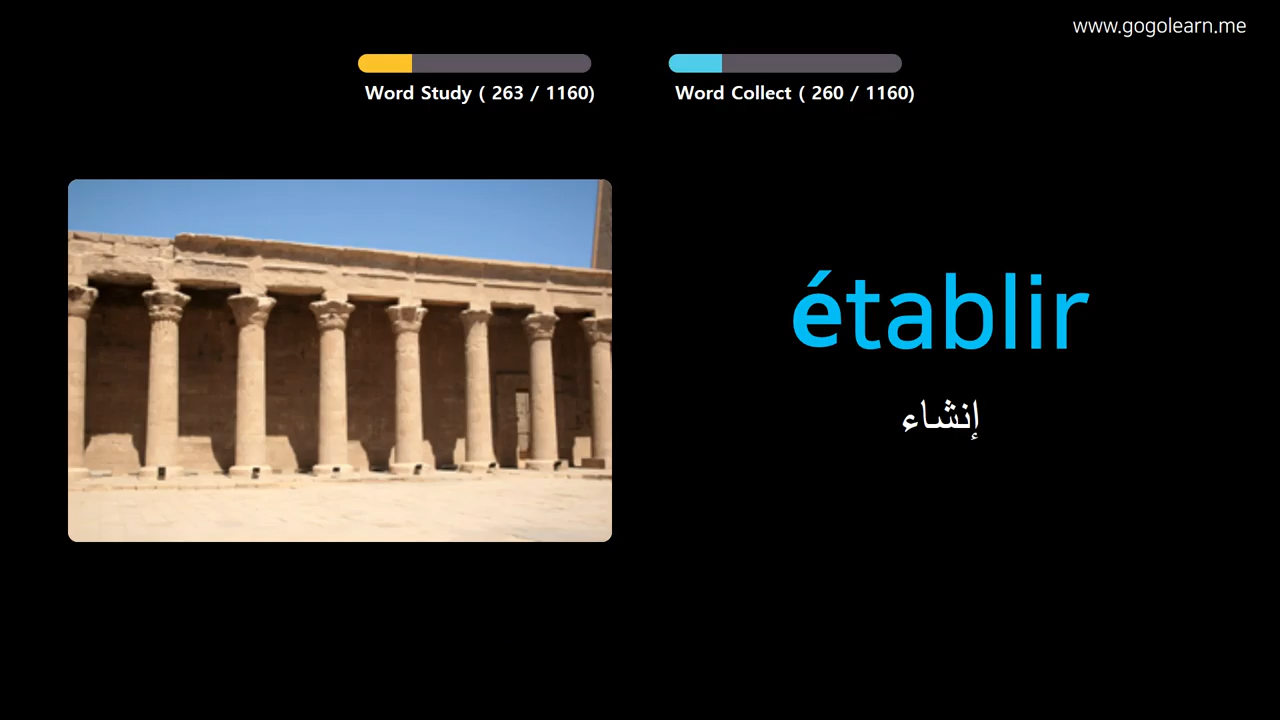 www.gogolearn.me
Word Study ( 263 / 1160)
Word Collect ( 260 / 1160)
établir
إنشاء